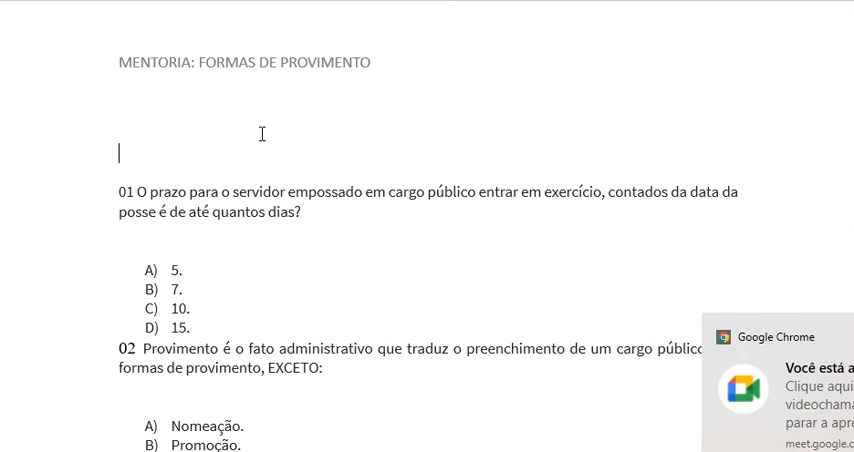 MENTORIA: FORMAS DE PROVIMENTO
01 O prazo para o servidor empossado em cargo público entrar em exercício, contados da data da
posse é de até quantos dias?
A) 5.
B) 7.
C) 10.
D) 15.
02 Provimento é o fato administrativo que traduz o preenchimento de um cargo público
formas de provimento, EXCETO:
A) Nomeação.
B) Promoção.
Google Chrome
Você está a
Clique aqui
videochama
parar a apre
meet.google.c